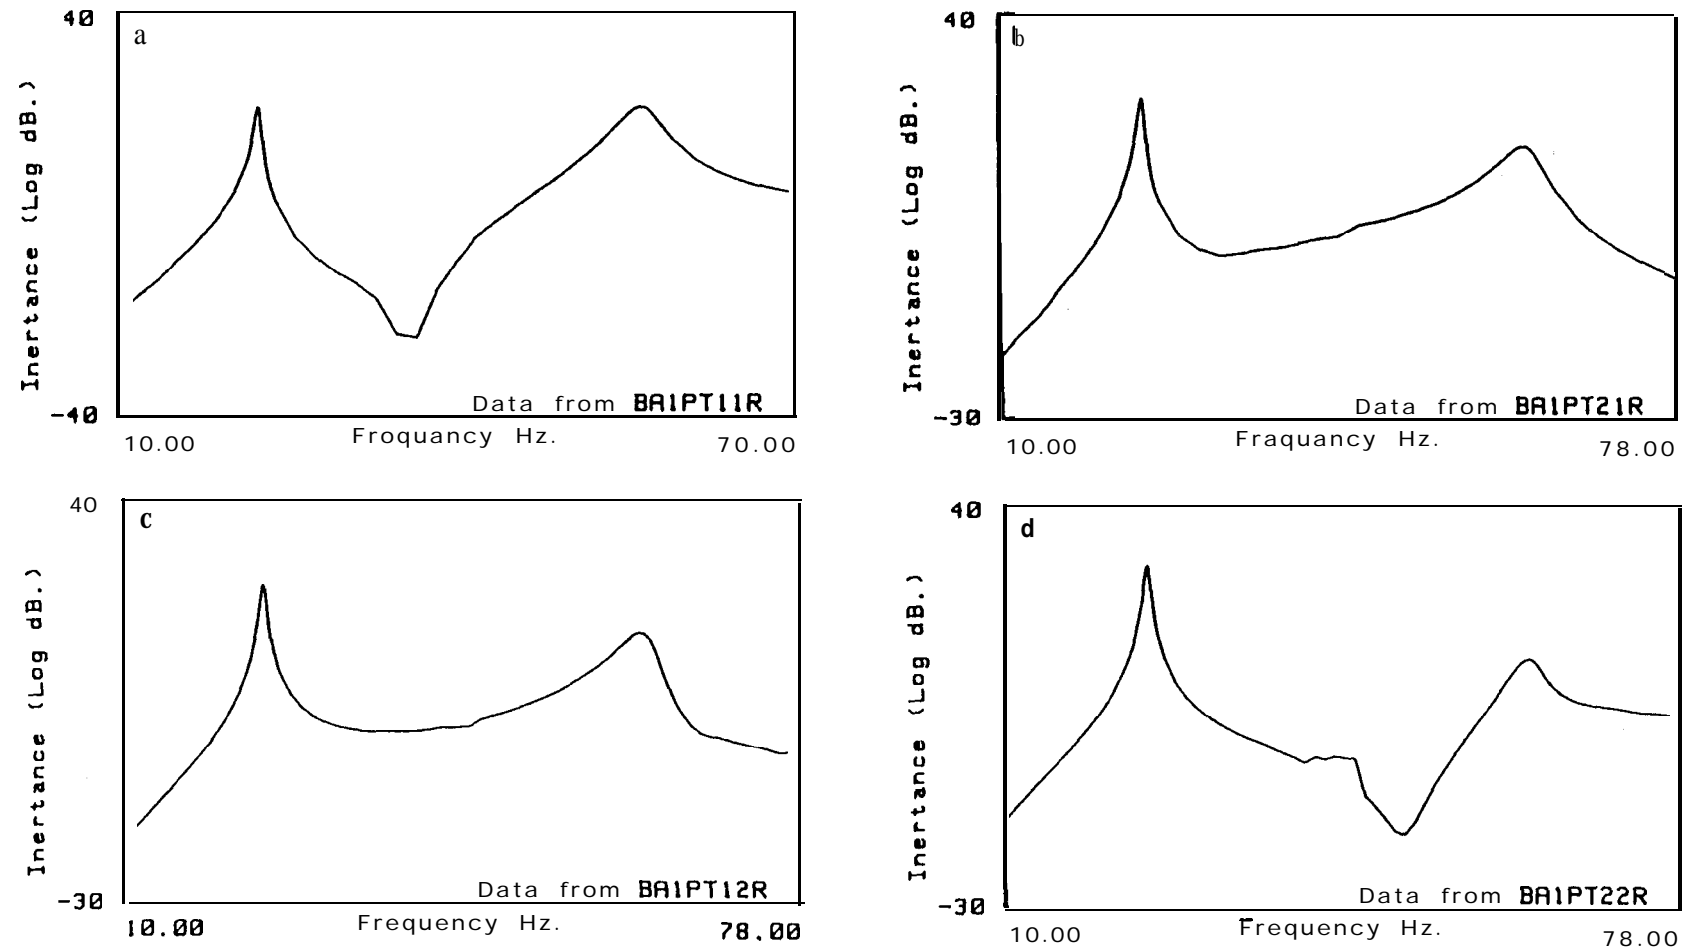 40
a
Inertance (Log dB.)
-40
Data from BA1PT11R
10.00
Froquancy Hz.
70.00
40
b
Inertance (Log dB.)
-30
Data from BA1PT21R
10.00
Fraquancy Hz.
78.00
40
c
Inertance (Log dB.)
-30
Data from BA1PT12R
10.00
Frequency Hz.
78.00
40
d
Inertance (Log dB.)
-30
Data from BA1PT22R
10.00
Frequency Hz.
78.00